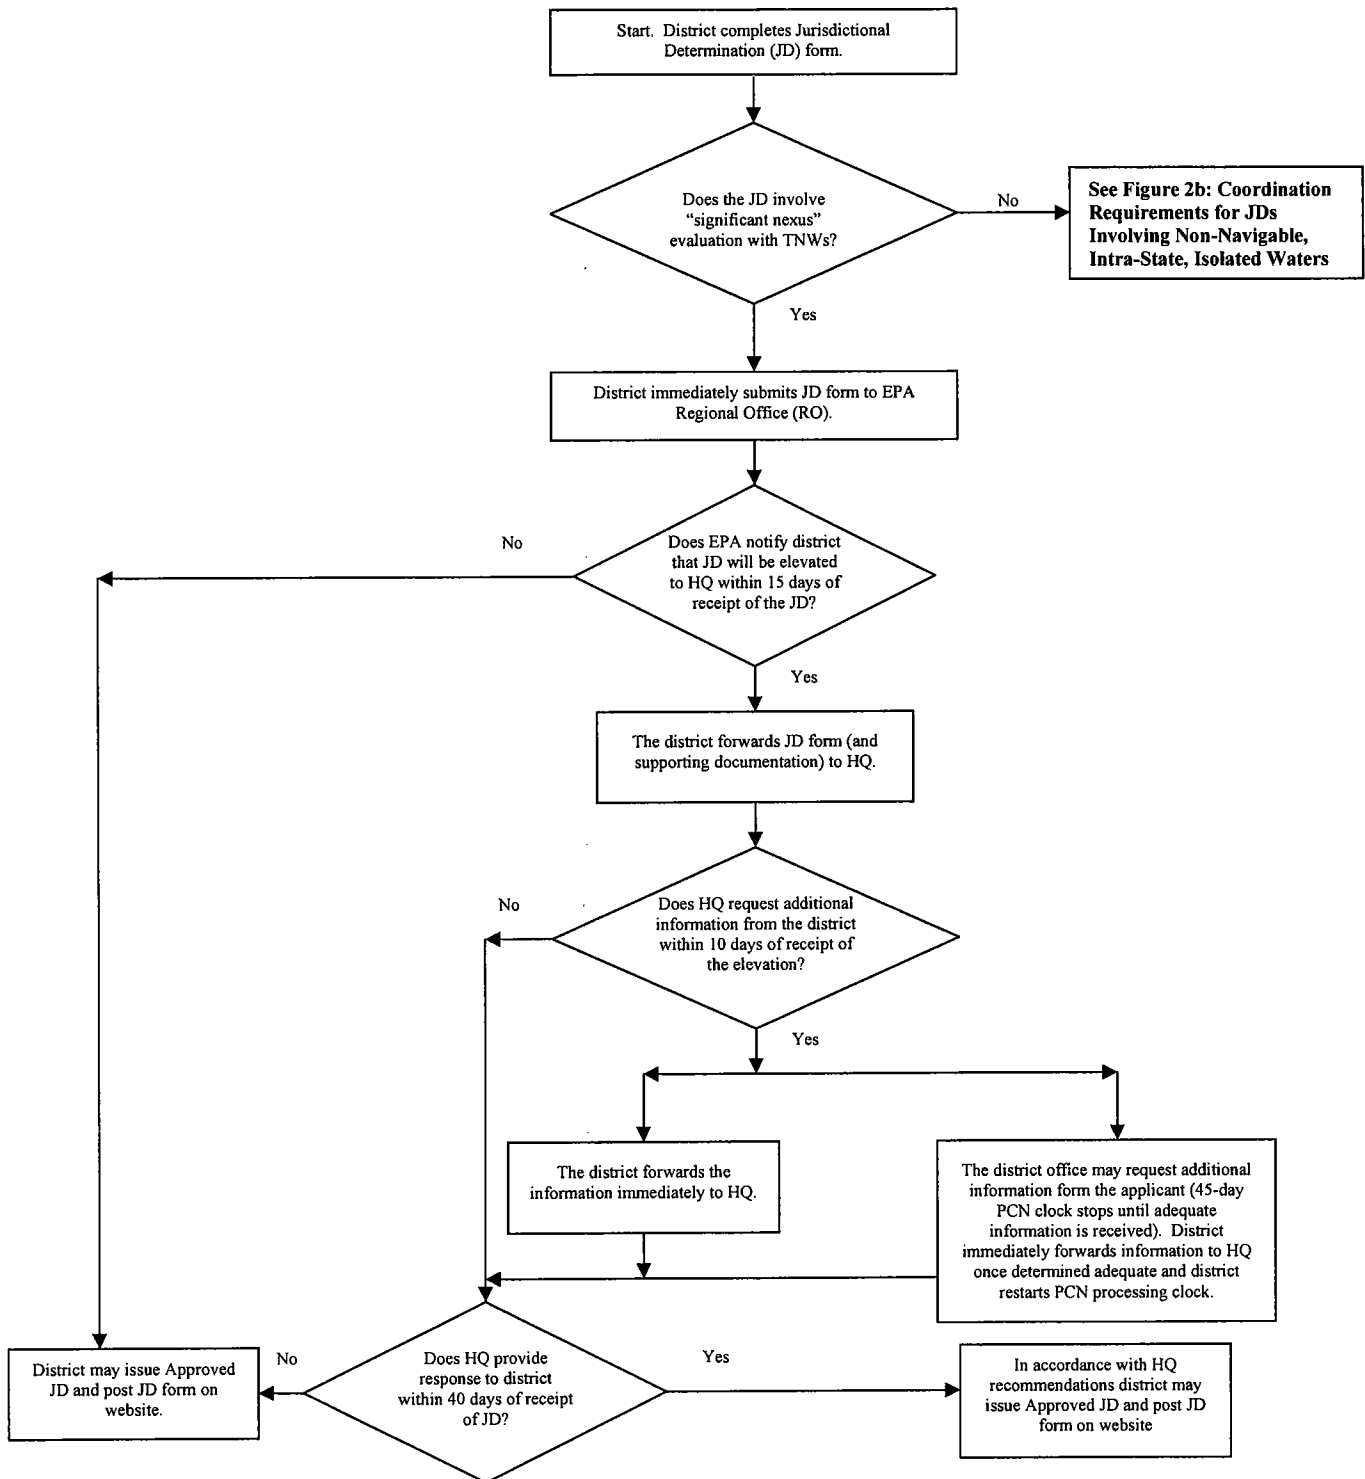 Start. District completes Jurisdictional
Determination (JD) form.
Does the JD involve
“significant nexus”
evaluation with TNWs?
No
See Figure 2b: Coordination
Requirements for JDs
Involving Non-Navigable,
Intra-State, Isolated Waters
Yes
District immediately submits JD form to EPA
Regional Office (RO).
No
Does EPA notify district
that JD will be elevated
to HQ within 15 days of
receipt of the JD?
Yes
The district forwards JD form (and
supporting documentation) to HQ.
No
Does HQ request additional
information from the district
within 10 days of receipt of
the elevation?
Yes
The district forwards the
information immediately to HQ.
The district office may request additional
information form the applicant (45-day
PCN clock stops until adequate
information is received). District
immediately forwards information to HQ
once determined adequate and district
restarts PCN processing clock.
District may issue Approved
JD and post JD form on
website.
No
Does HQ provide
response to district
within 40 days of receipt
of JD?
Yes
In accordance with HQ
recommendations district may
issue Approved JD and post JD
form on website